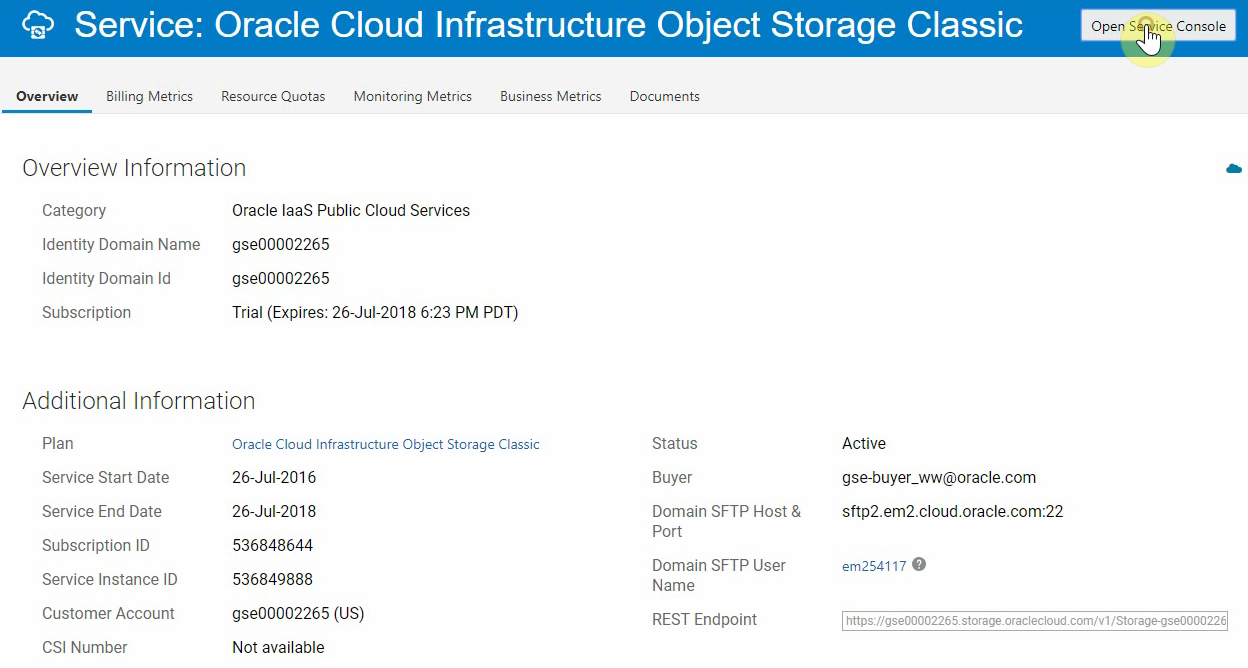 Service: Oracle Cloud Infrastructure Object Storage Classic
Open Service Console
Overview Billing Metrics Resource Quotas Monitoring Metrics Business Metrics Documents
Overview Information
Category Oracle IaaS Public Cloud Services
Identity Domain Name gse00002265
Identity Domain Id gse00002265
Subscription Trial (Expires: 26-Jul-2018 6:23 PM PDT)
Additional Information
Plan Oracle Cloud Infrastructure Object Storage Classic
Service Start Date 26-Jul-2016
Service End Date 26-Jul-2018
Subscription ID 536848644
Service Instance ID 536849888
Customer Account gse00002265 (US)
CSI Number Not available
Status Active
Buyer gse-buyer_ww@oracle.com
Domain SFTP Host & sftp2.em2.cloud.oracle.com:22
Port
Domain SFTP User em254117 ?
Name
REST Endpoint https://gse00002265.storage.oraclecloud.com/v1/Storage-gse0000226